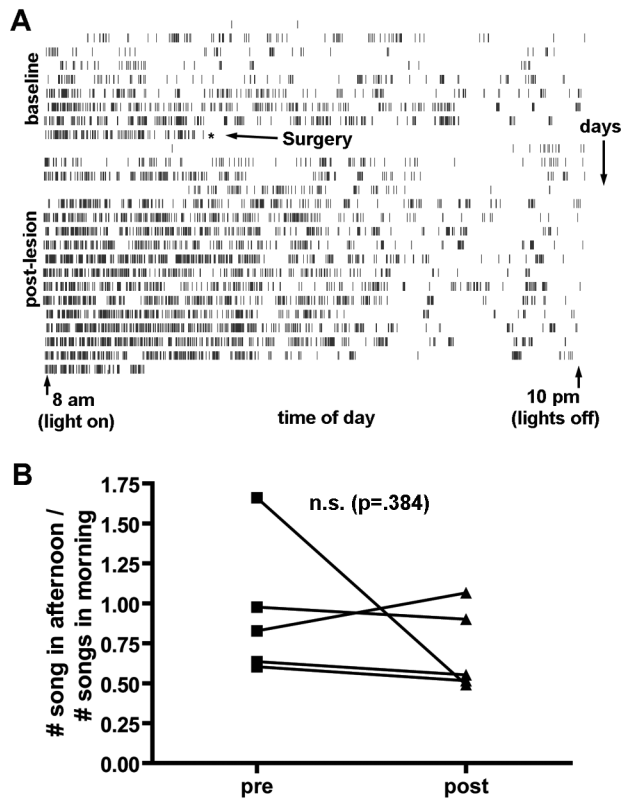 A
baseline
* Surgery
days
post-lesion
8 am
(light on)
time of day
10 pm
(lights off)
B
n.s. (p=.384)
# song in afternoon /
# songs in morning
1.75
1.50
1.25
1.00
0.75
0.50
0.25
0.00
pre
post